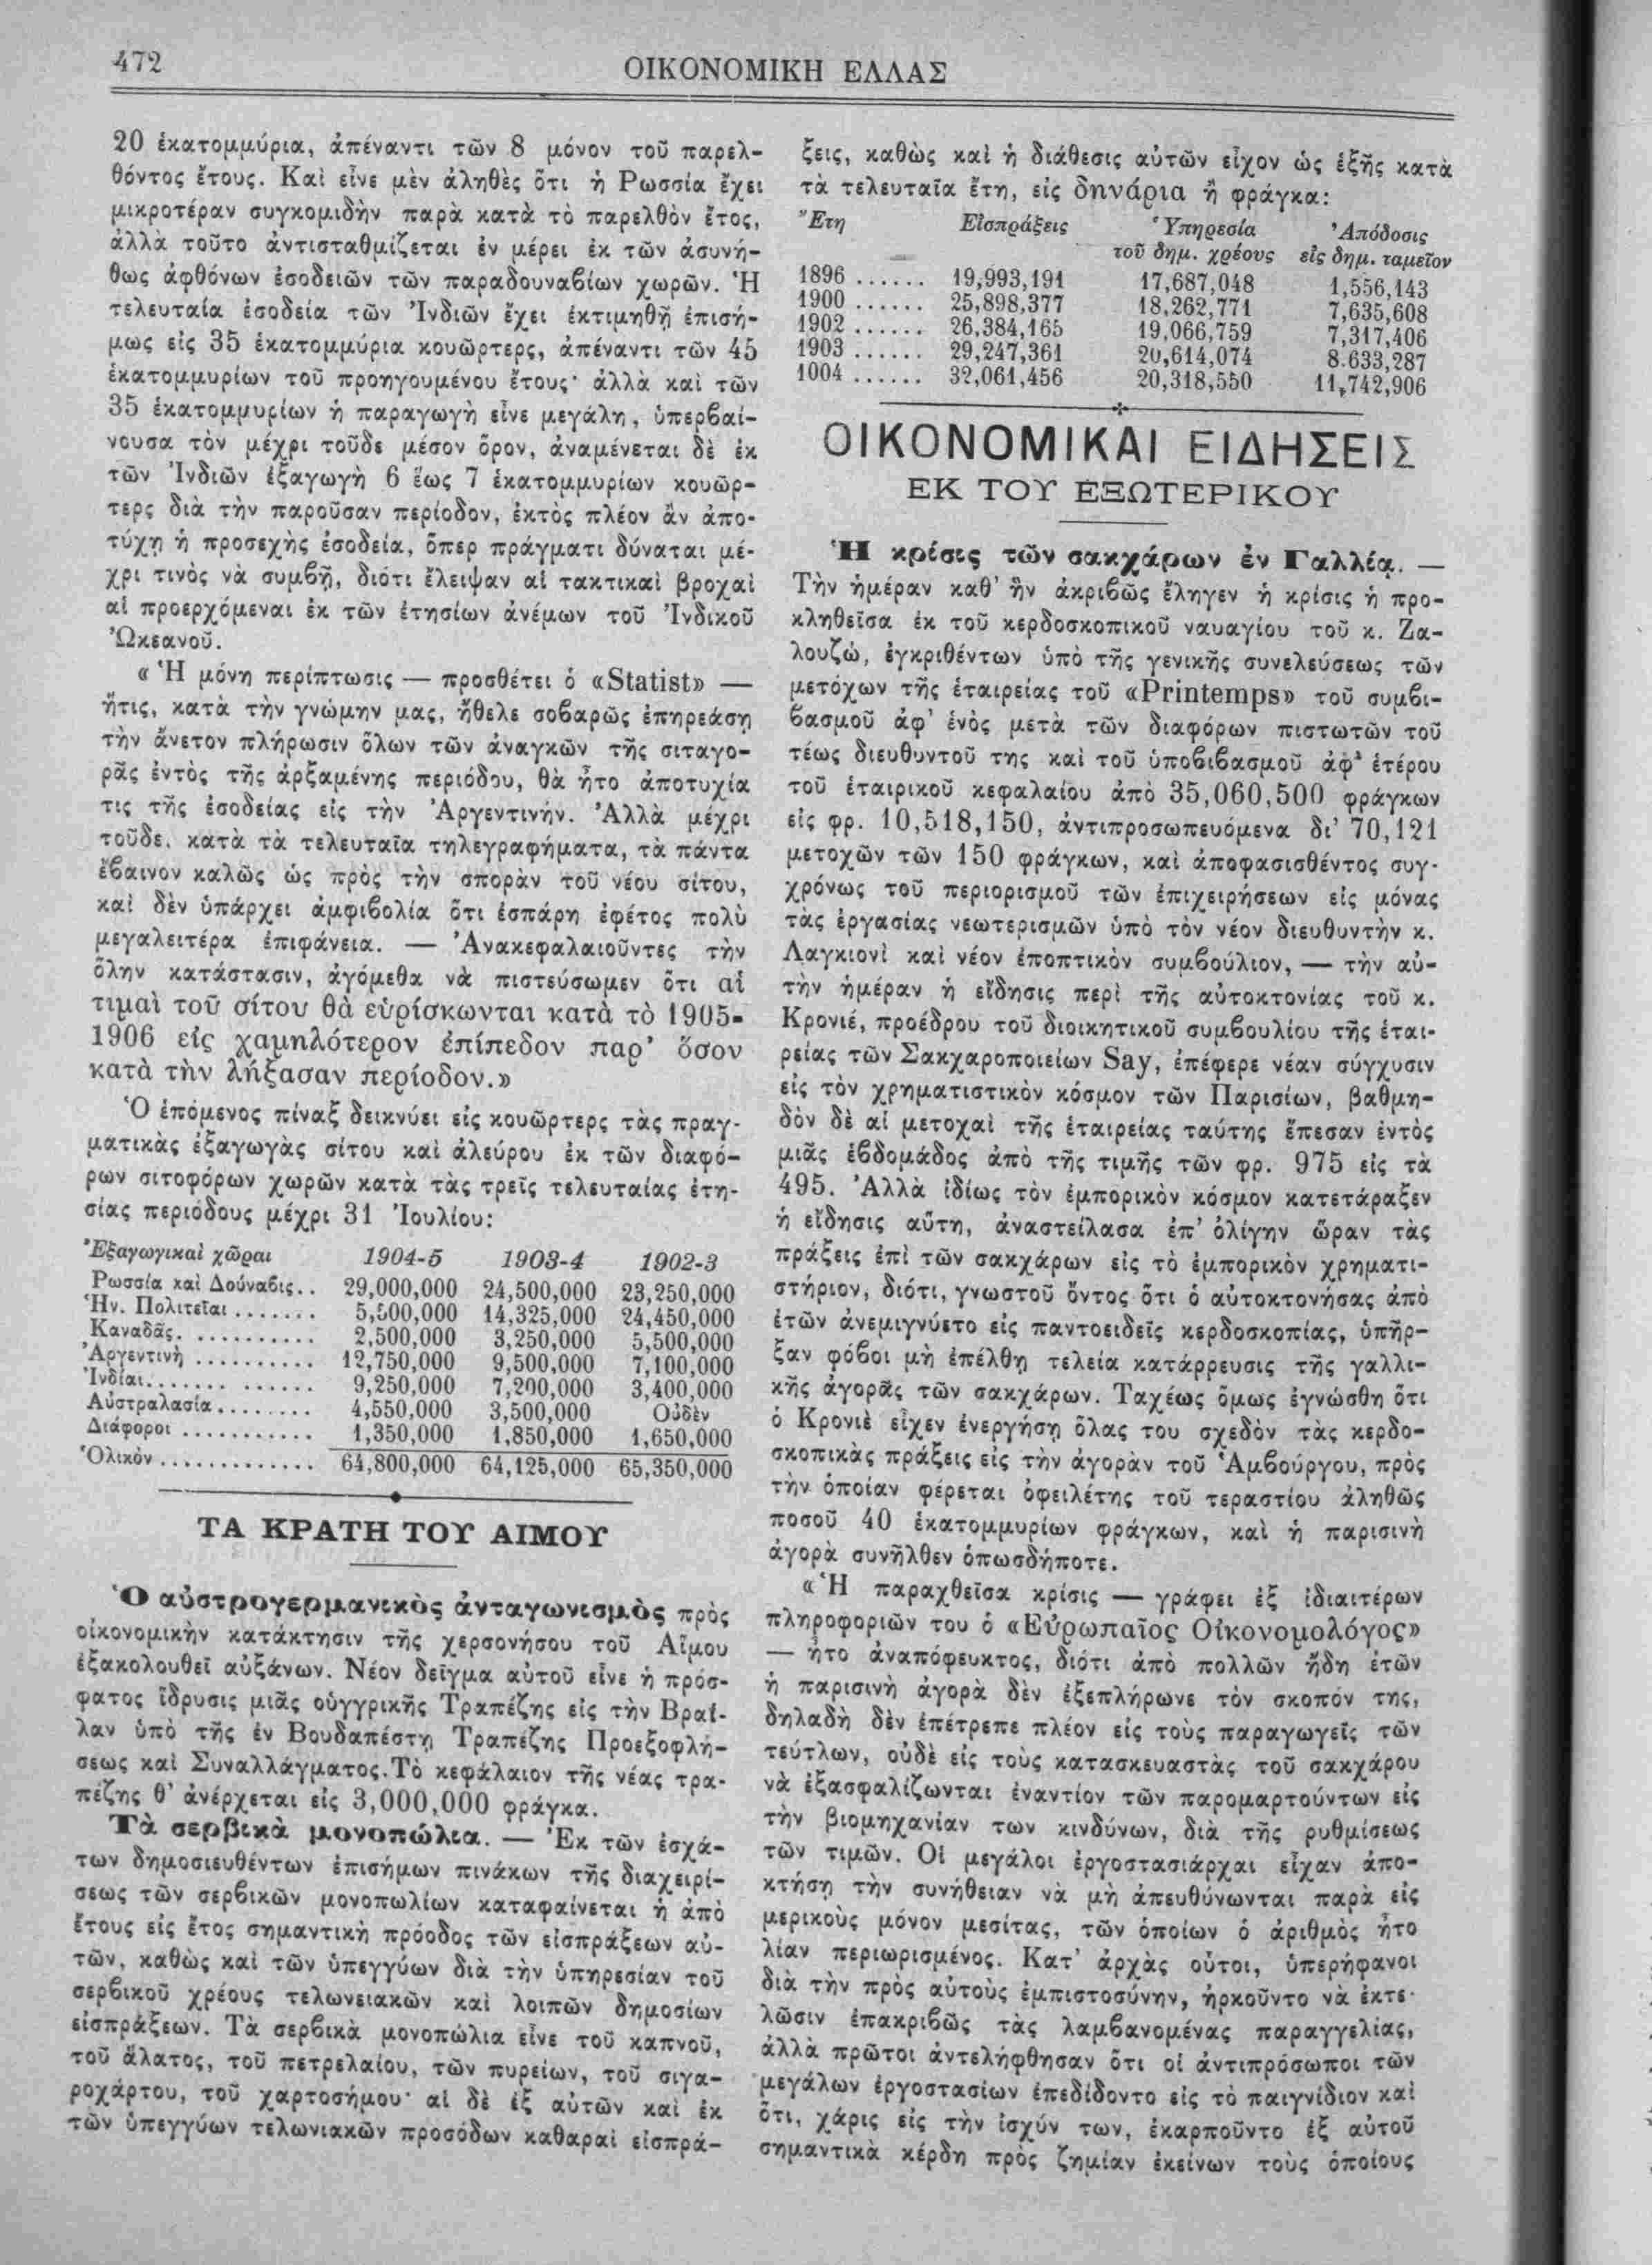 472
ΟΙΚΟΝΟΜΙΚΗ ΕΛΛΑΣ
20 ἑκατομμύρια, ἀπέναντι τῶν 8 μόνον τοῦ παρελ-
θόντος ἔτους. Καὶ εἶνε μὲν ἀληθὲς ὅτι ἡ Ρωσσία ἔχει
μικροτέραν συγκομιδὴν παρὰ κατὰ τὸ παρελθὸν ἔτος,
ἀλλὰ τοῦτο ἀντισταθμίζεται ἐν μέρει ἐκ τῶν ἀσυνή-
θως ἀφθόνων ἐσοδειῶν τῶν παραδουναβίων χωρῶν. Ἡ
τελευταία ἐσοδεία τῶν Ἰνδιῶν ἔχει ἐκτιμηθῆ ἐπισή-
μως εἰς 35 ἑκατομμύρια κουῶρτερς, ἀπέναντι τῶν 45
ἑκατομμυρίων τοῦ προηγουμένου ἔτους· ἀλλὰ καὶ τῶν
35 ἑκατομμυρίων ἡ παραγωγὴ εἶνε μεγάλη, ὑπερβαί-
νουσα τὸν μέχρι τοῦδε μέσον ὅρον, ἀναμένεται δὲ ἐκ
τῶν Ἰνδιῶν ἐξαγωγὴ 6 ἕως 7 ἑκατομμυρίων κουῶρ-
τερς διὰ τὴν παροῦσαν περίοδον, ἐκτὸς πλέον ἂν ἀπο-
τύχῃ ἡ προσεχὴς ἐσοδεία, ὅπερ πράγματι δύναται μέ-
χρι τινὸς νὰ συμβῇ, διότι ἔλειψαν αἱ τακτικαὶ βροχαὶ
αἱ προερχόμεναι ἐκ τῶν ἐτησίων ἀνέμων τοῦ Ἰνδικοῦ
Ὠκεανοῦ.
« Ἡ μόνη περίπτωσις — προσθέτει ὁ «Statist» —
ἥτις, κατὰ τὴν γνώμην μας, ἤθελε σοβαρῶς ἐπηρεάσῃ
τὴν ἄνετον πλήρωσιν ὅλων τῶν ἀναγκῶν τῆς σιταγο-
ρᾶς ἐντὸς τῆς ἀρξαμένης περιόδου, θὰ ἦτο ἀποτυχία
τις τῆς ἐσοδείας εἰς τὴν Ἀργεντινήν. Ἀλλὰ μέχρι
τοῦδε, κατὰ τὰ τελευταῖα τηλεγραφήματα, τὰ πάντα
ἔβαινον καλῶς ὡς πρὸς τὴν σπορὰν τοῦ νέου σίτου,
καὶ δὲν ὑπάρχει ἀμφιβολία ὅτι ἐσπάρη ἐφέτος πολὺ
μεγαλειτέρα ἐπιφάνεια. — Ἀνακεφαλαιοῦντες τὴν
ὅλην κατάστασιν, ἀγόμεθα νὰ πιστεύσωμεν ὅτι αἱ
τιμαὶ τοῦ σίτου θὰ εὑρίσκωνται κατὰ τὸ 1905-
1906 εἰς χαμηλότερον ἐπίπεδον παρ’ ὅσον
κατὰ τὴν λήξασαν περίοδον.»
Ὁ ἑπόμενος πίναξ δεικνύει εἰς κουῶρτερς τὰς πραγ-
ματικὰς ἐξαγωγὰς σίτου καὶ ἀλεύρου ἐκ τῶν διαφό-
ρων σιτοφόρων χωρῶν κατὰ τὰς τρεῖς τελευταίας ἐτη-
σίας περιόδους μέχρι 31 Ἰουλίου:
Ἐξαγωγικαὶ χῶραι 1904-5 1903-4 1902-3
Ρωσσία καὶ Δούναβις.. 29,000,000 24,500,000 23,250,000
Ἡν. Πολιτεῖαι ....... 5,500,000 14,325,000 24,450,000
Καναδᾶς. .......... 2,500,000 3,250,000 5,500,000
Ἀργεντινὴ .......... 12,750,000 9,500,000 7,100,000
Ἰνδίαι....... ...... 9,250,000 7,200,000 3,400,000
Αὐστραλασία......... 4,550,000 3,500,000 Οὐδὲν
Διάφοροι ........... 1,350,000 1,850,000 1,650,000
Ὁλικὸν ............. 64,800,000 64,125,000 65,350,000
ΤΑ ΚΡΑΤΗ ΤΟΥ ΑΙΜΟΥ
Ὁ αὐστρογερμανικὸς ἀνταγωνισμὸς πρὸς
οἰκονομικὴν κατάκτησιν τῆς χερσονήσου τοῦ Αἵμου
ἐξακολουθεῖ αὐξάνων. Νέον δεῖγμα αὐτοῦ εἶνε ἡ πρόσ-
φατος ἵδρυσις μιᾶς οὑγγρικῆς Τραπέζης εἰς τὴν Βραΐ-
λαν ὑπὸ τῆς ἐν Βουδαπέστῃ Τραπέζης Προεξοφλή-
σεως καὶ Συναλλάγματος. Τὸ κεφάλαιον τῆς νέας τρα-
πέζης θ’ ἀνέρχεται εἰς 3,000,000 φράγκα.
Τὰ σερβικὰ μονοπώλια. — Ἐκ τῶν ἐσχά-
των δημοσιευθέντων ἐπισήμων πινάκων τῆς διαχειρί-
σεως τῶν σερβικῶν μονοπωλίων καταφαίνεται ἡ ἀπὸ
ἔτους εἰς ἔτος σημαντικὴ πρόοδος τῶν εἰσπράξεων αὐ-
τῶν, καθὼς καὶ τῶν ὑπεγγύων διὰ τὴν ὑπηρεσίαν τοῦ
σερβικοῦ χρέους τελωνειακῶν καὶ λοιπῶν δημοσίων
εἰσπράξεων. Τὰ σερβικὰ μονοπώλια εἶνε τοῦ καπνοῦ,
τοῦ ἅλατος, τοῦ πετρελαίου, τῶν πυρείων, τοῦ σιγα-
ροχάρτου, τοῦ χαρτοσήμου· αἱ δὲ ἐξ αὐτῶν καὶ ἐκ
τῶν ὑπεγγύων τελωνιακῶν προσόδων καθαραὶ εἰσπρά-
ξεις, καθὼς καὶ ἡ διάθεσις αὐτῶν εἶχον ὡς ἑξῆς κατὰ
τὰ τελευταῖα ἔτη, εἰς δηνάρια ἢ φράγκα:
Ἔτη Εἰσπράξεις Ὑπηρεσία Ἀπόδοσις
τοῦ δημ. χρέους εἰς δημ. ταμεῖον
1896 ...... 19,993,191 17,687,048 1,556,143
1900 ...... 25,898,377 18,262,771 7,635,608
1902 ...... 26,384,165 19,066,759 7,317,406
1903 ...... 29,247,361 20,614,074 8.633,287
1004 ...... 32,061,456 20,318,550 11,742,906
ΟΙΚΟΝΟΜΙΚΑΙ ΕΙΔΗΣΕΙΣ
ΕΚ ΤΟΥ ΕΞΩΤΕΡΙΚΟΥ
Ἡ κρίσις τῶν σακχάρων ἐν Γαλλίᾳ. —
Τὴν ἡμέραν καθ’ ἣν ἀκριβῶς ἔληγεν ἡ κρίσις ἡ προ-
κληθεῖσα ἐκ τοῦ κερδοσκοπικοῦ ναυαγίου τοῦ κ. Ζα-
λουζώ, ἐγκριθέντων ὑπὸ τῆς γενικῆς συνελεύσεως τῶν
μετόχων τῆς ἑταιρείας τοῦ «Printemps» τοῦ συμβι-
βασμοῦ ἀφ’ ἑνὸς μετὰ τῶν διαφόρων πιστωτῶν τοῦ
τέως διευθυντοῦ της καὶ τοῦ ὑποβιβασμοῦ ἀφ’ ἑτέρου
τοῦ ἑταιρικοῦ κεφαλαίου ἀπὸ 35,060,500 φράγκων
εἰς φρ. 10,518,150, ἀντιπροσωπευόμενα δι’ 70,121
μετοχῶν τῶν 150 φράγκων, καὶ ἀποφασισθέντος συγ-
χρόνως τοῦ περιορισμοῦ τῶν ἐπιχειρήσεων εἰς μόνας
τὰς ἐργασίας νεωτερισμῶν ὑπὸ τὸν νέον διευθυντὴν κ.
Λαγκιονὶ καὶ νέον ἐποπτικὸν συμβούλιον, — τὴν αὐ-
τὴν ἡμέραν ἡ εἴδησις περὶ τῆς αὐτοκτονίας τοῦ κ.
Κρονιέ, προέδρου τοῦ διοικητικοῦ συμβουλίου τῆς ἑται-
ρείας τῶν Σακχαροποιείων Say, ἐπέφερε νέαν σύγχυσιν
εἰς τὸν χρηματιστικὸν κόσμον τῶν Παρισίων, βαθμη-
δὸν δὲ αἱ μετοχαὶ τῆς ἑταιρείας ταύτης ἔπεσαν ἐντὸς
μιᾶς ἑβδομάδος ἀπὸ τῆς τιμῆς τῶν φρ. 975 εἰς τὰ
495. Ἀλλὰ ἰδίως τὸν ἐμπορικὸν κόσμον κατετάραξεν
ἡ εἴδησις αὕτη, ἀναστείλασα ἐπ’ ὀλίγην ὥραν τὰς
πράξεις ἐπὶ τῶν σακχάρων εἰς τὸ ἐμπορικὸν χρηματι-
στήριον, διότι, γνωστοῦ ὄντος ὅτι ὁ αὐτοκτονήσας ἀπὸ
ἐτῶν ἀνεμιγνύετο εἰς παντοειδεῖς κερδοσκοπίας, ὑπῆρ-
ξαν φόβοι μὴ ἐπέλθῃ τελεία κατάρρευσις τῆς γαλλι-
κῆς ἀγορᾶς τῶν σακχάρων. Ταχέως ὅμως ἐγνώσθη ὅτι
ὁ Κρονιὲ εἶχεν ἐνεργήσῃ ὅλας του σχεδὸν τὰς κερδο-
σκοπικὰς πράξεις εἰς τὴν ἀγορὰν τοῦ Ἁμβούργου, πρὸς
τὴν ὁποίαν φέρεται ὀφειλέτης τοῦ τεραστίου ἀληθῶς
ποσοῦ 40 ἑκατομμυρίων φράγκων, καὶ ἡ παρισινὴ
ἀγορὰ συνῆλθεν ὁπωσδήποτε.
«Ἡ παραχθεῖσα κρίσις — γράφει ἐξ ἰδιαιτέρων
πληροφοριῶν του ὁ «Εὐρωπαῖος Οἰκονομολόγος»
— ἦτο ἀναπόφευκτος, διότι ἀπὸ πολλῶν ἤδη ἐτῶν
ἡ παρισινὴ ἀγορὰ δὲν ἐξεπλήρωνε τὸν σκοπόν της,
δηλαδὴ δὲν ἐπέτρεπε πλέον εἰς τοὺς παραγωγεῖς τῶν
τεύτλων, οὐδὲ εἰς τοὺς κατασκευαστὰς τοῦ σακχάρου
νὰ ἐξασφαλίζωνται ἐναντίον τῶν παρομαρτούντων εἰς
τὴν βιομηχανίαν των κινδύνων, διὰ τῆς ρυθμίσεως
τῶν τιμῶν. Οἱ μεγάλοι ἐργοστασιάρχαι εἶχαν ἀπο-
κτήσῃ τὴν συνήθειαν νὰ μὴ ἀπευθύνωνται παρὰ εἰς
μερικοὺς μόνον μεσίτας, τῶν ὁποίων ὁ ἀριθμὸς ἦτο
λίαν περιωρισμένος. Κατ’ ἀρχὰς οὗτοι, ὑπερήφανοι
διὰ τὴν πρὸς αὐτοὺς ἐμπιστοσύνην, ἠρκοῦντο νὰ ἐκτε-
λῶσιν ἐπακριβῶς τὰς λαμβανομένας παραγγελίας,
ἀλλὰ πρῶτοι ἀντελήφθησαν ὅτι οἱ ἀντιπρόσωποι τῶν
μεγάλων ἐργοστασίων ἐπεδίδοντο εἰς τὸ παιγνίδιον καὶ
ὅτι, χάρις εἰς τὴν ἰσχύν των, ἐκαρποῦντο ἐξ αὐτοῦ
σημαντικὰ κέρδη πρὸς ζημίαν ἐκείνων τοὺς ὁποίους